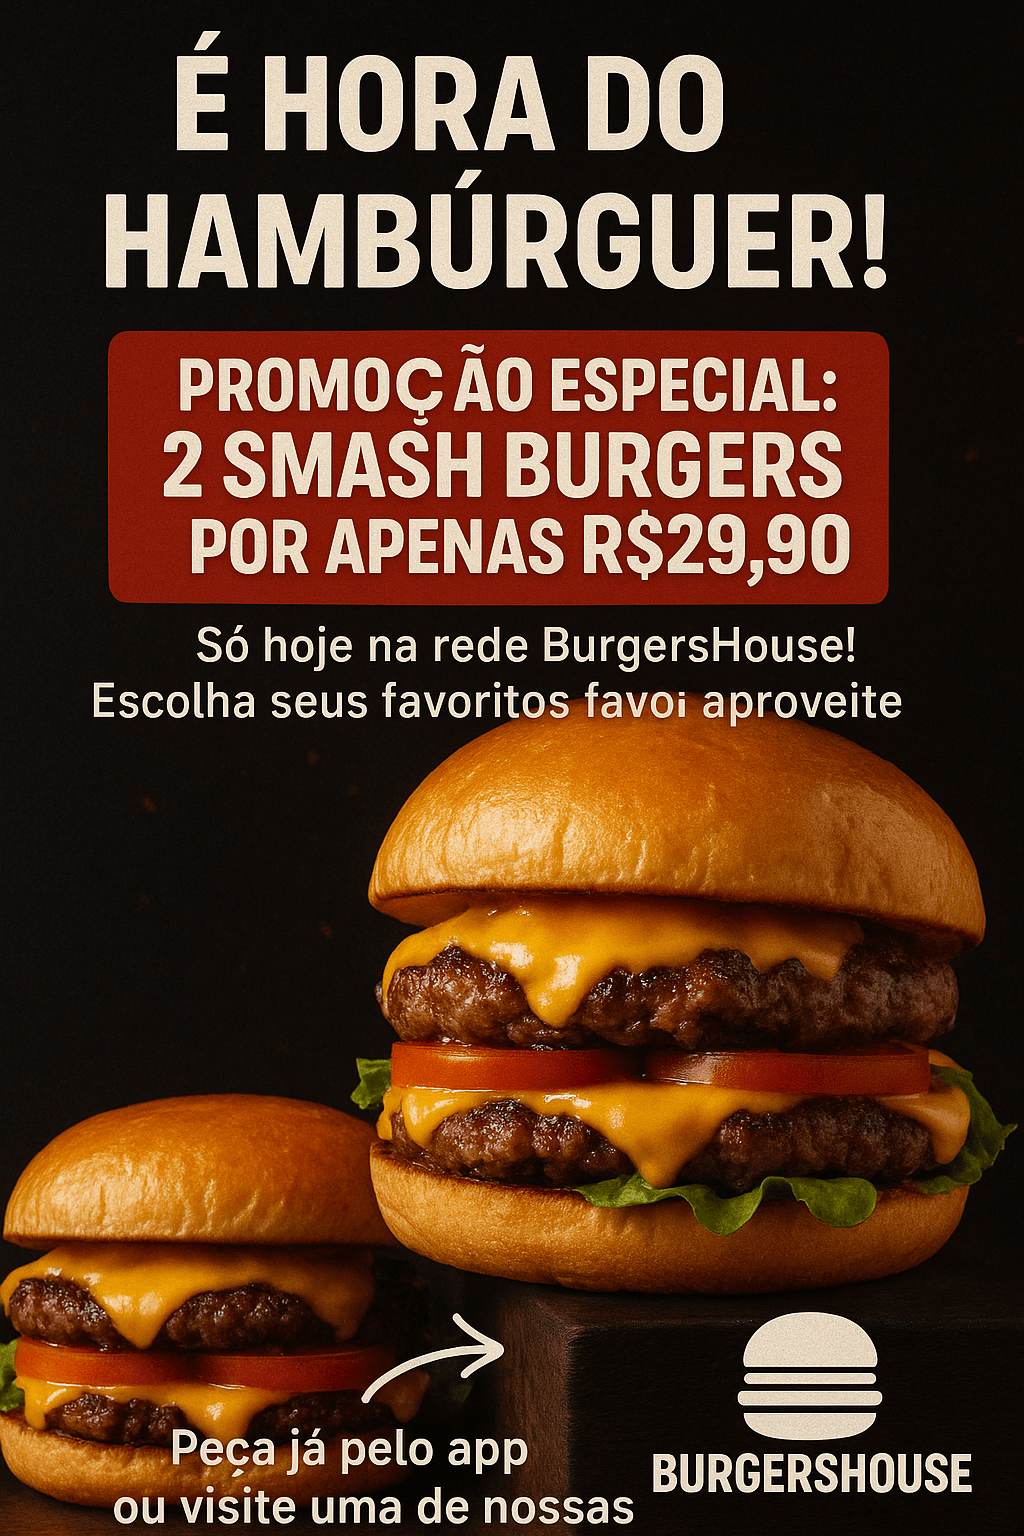 É HORA DO
HAMBÚRGUER!
PROMOÇÃO ESPECIAL:
2 SMASH BURGERS
POR APENAS R$29,90
Só hoje na rede BurgersHouse!
Escolha seus favoritos favoi aproveite
Peça já pelo app
ou visite uma de nossas
BURGERSHOUSE